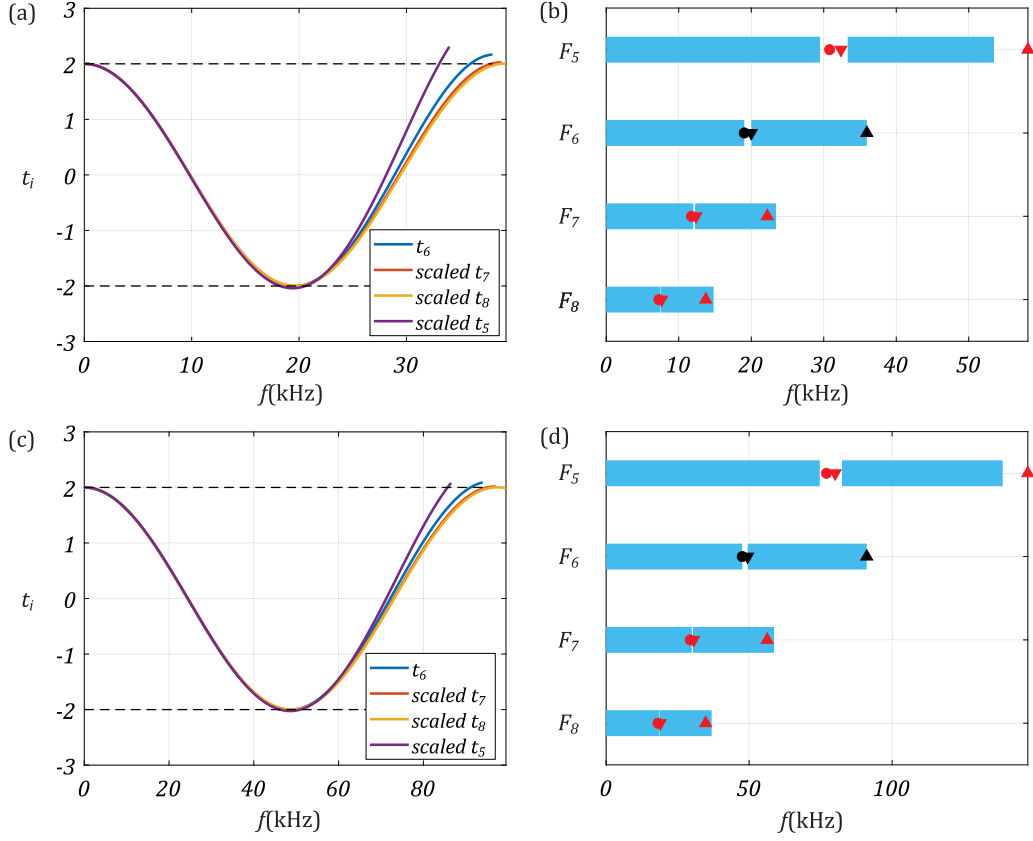 (a)
3
2
1
0
-1
-2
-3
t_i
t_6
scaled t_7
scaled t_8
scaled t_5
0 10 20 30
f(kHz)
(b)
F_5
F_6
F_7
F_8
0 10 20 30 40 50
f(kHz)
(c)
3
2
1
0
-1
-2
-3
t_i
t_6
scaled t_7
scaled t_8
scaled t_5
0 20 40 60 80
f(kHz)
(d)
F_5
F_6
F_7
F_8
0 50 100
f(kHz)